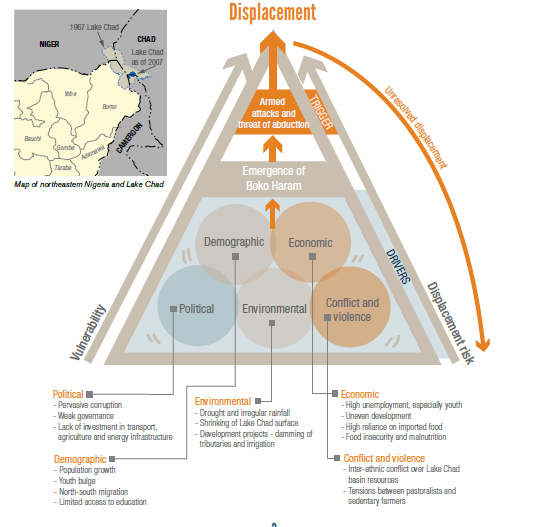 Displacement
1967 Lake Chad
NIGER
CHAD
Lake Chad
as of 2007
Yobe
Borno
Bauchi
Gombe
Adamawa
Taraba
CAMEROON
Map of northeastern Nigeria and Lake Chad
Armed
attacks and
threat of abduction
TRIGGER
Unresolved displacement
Emergence of
Boko Haram
Demographic
Economic
DRIVERS
Political
Environmental
Conflict and
violence
Vulnerability
Displacement risk
Political
- Pervasive corruption
- Weak governance
- Lack of investment in transport,
agriculture and energy infrastructure
Demographic
- Population growth
- Youth bulge
- North-south migration
- Limited access to education
Environmental
- Drought and irregular rainfall
- Shrinking of Lake Chad surface
- Development projects - damming of
tributaries and irrigation
Economic
- High unemployment, especially youth
- Uneven development
- High reliance on imported food
- Food insecurity and malnutrition
Conflict and violence
- Inter-ethnic conflict over Lake Chad
basin resources
- Tensions between pastoralists and
sedentary farmers